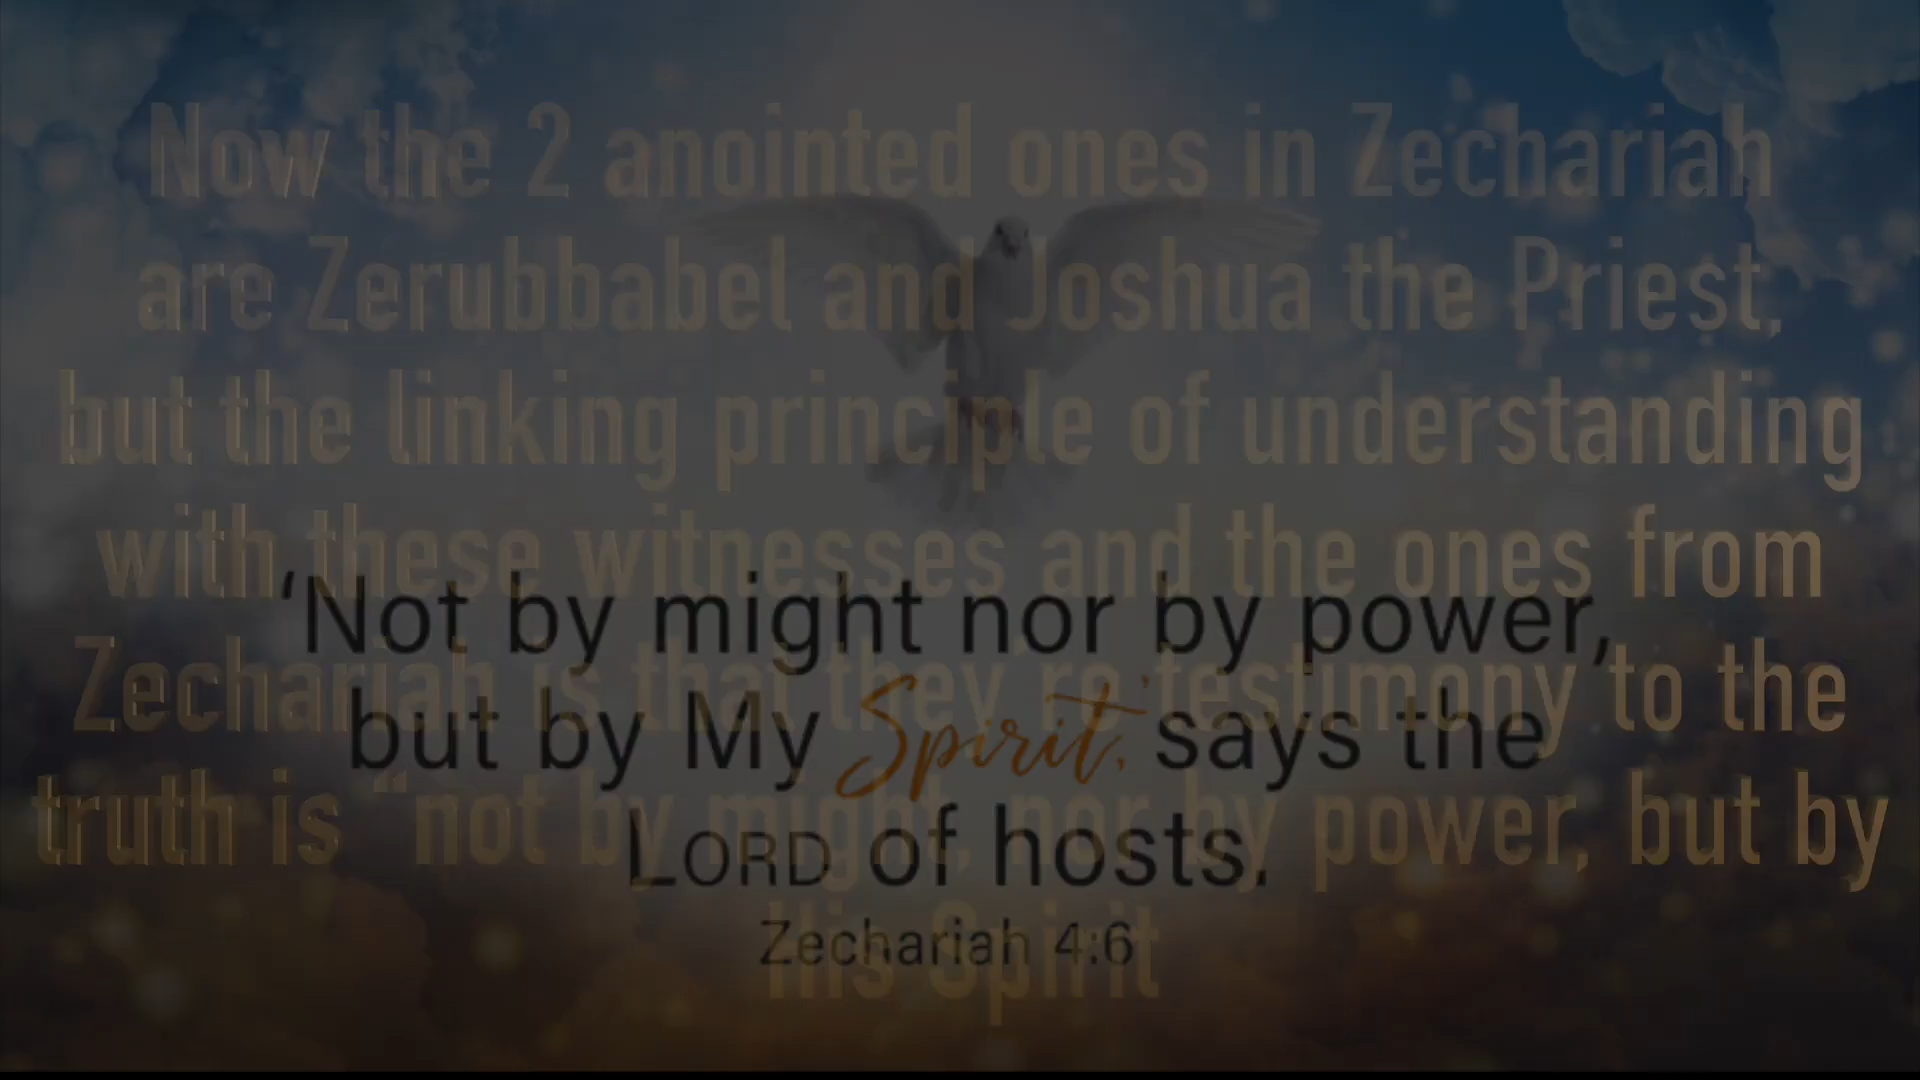 Now the 2 anointed ones in Zechariah
are Zerubbabel and Joshua the Priest,
but the linking principle of understanding
with these witnesses and the ones from
Zechariah is that they're testimony to the
truth is “not by might, nor by power, but by
His Spirit
‘Not by might nor by power,
but by My Spirit,’ says the
LORD of hosts.
Zechariah 4:6